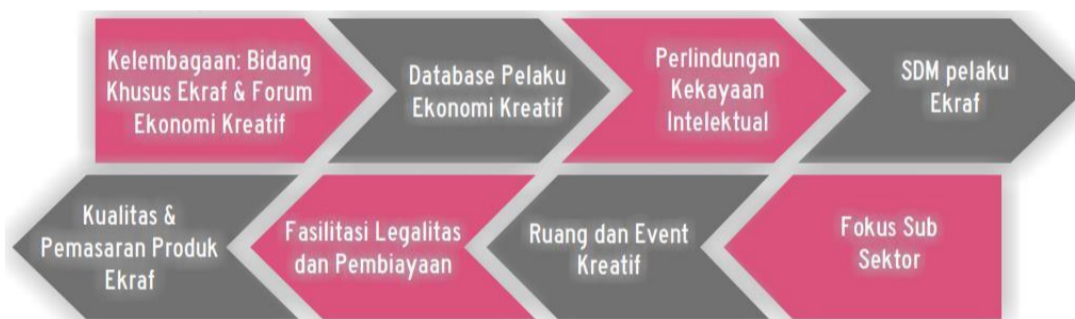 Kelembagaan: Bidang
Khusus Ekraf & Forum
Ekonomi Kreatif
Database Pelaku
Ekonomi Kreatif
Perlindungan
Kekayaan
Intelektual
SDM pelaku
Ekraf
Kualitas &
Pemasaran Produk
Ekraf
Fasilitasi Legalitas
dan Pembiayaan
Ruang dan Event
Kreatif
Fokus Sub
Sektor